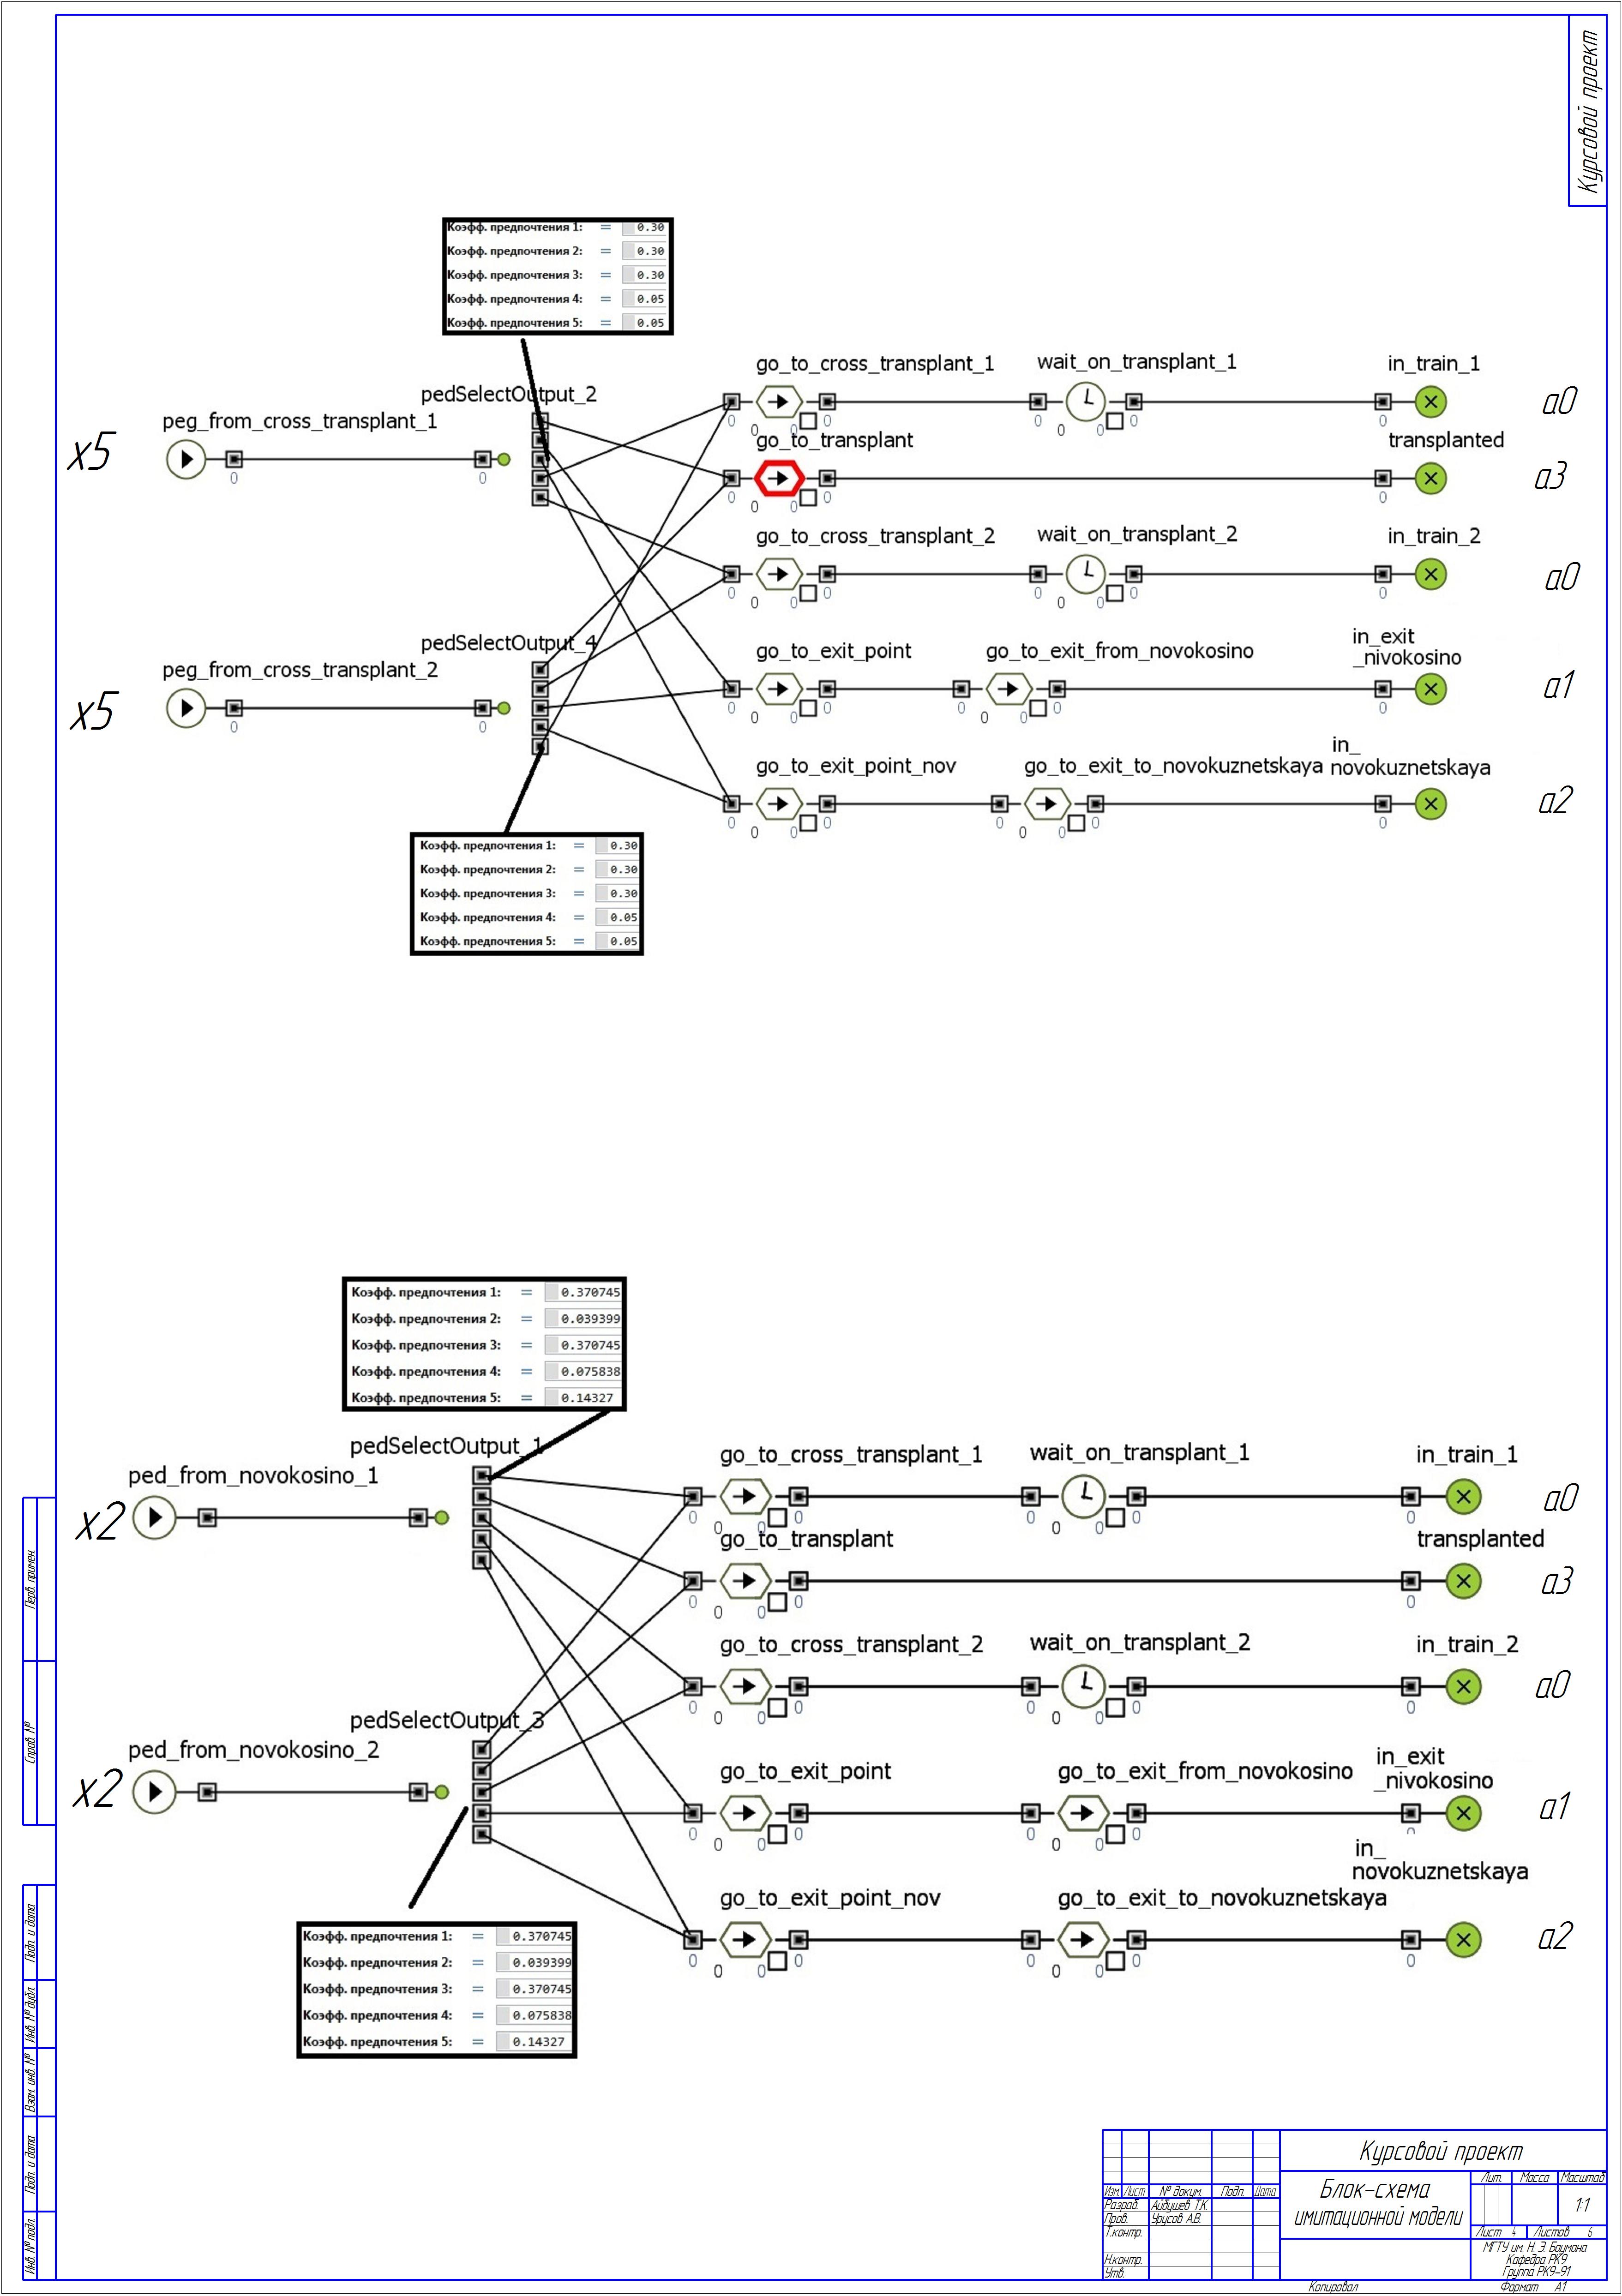 Курсовой проект
Коэфф. предпочтения 1: = 0.30
Коэфф. предпочтения 2: = 0.30
Коэфф. предпочтения 3: = 0.30
Коэфф. предпочтения 4: = 0.05
Коэфф. предпочтения 5: = 0.05
pedSelectOutput_2
peg_from_cross_transplant_1
x5
0
0
go_to_cross_transplant_1
wait_on_transplant_1
in_train_1
a0
0 0 0 0 0 0 0 0 0
go_to_transplant
transplanted
a3
0 0 0 0 0
go_to_cross_transplant_2
wait_on_transplant_2
in_train_2
a0
0 0 0 0 0 0 0 0 0
pedSelectOutput_4
peg_from_cross_transplant_2
x5
0
0
go_to_exit_point
go_to_exit_from_novokosino
in_exit
_nivokosino
a1
0 0 0 0 0 0 0 0 0
go_to_exit_point_nov
go_to_exit_to_novokuznetskaya
in_
novokuznetskaya
a2
0 0 0 0 0 0 0 0 0
Коэфф. предпочтения 1: = 0.30
Коэфф. предпочтения 2: = 0.30
Коэфф. предпочтения 3: = 0.30
Коэфф. предпочтения 4: = 0.05
Коэфф. предпочтения 5: = 0.05
Коэфф. предпочтения 1: = 0.370745
Коэфф. предпочтения 2: = 0.039399
Коэфф. предпочтения 3: = 0.370745
Коэфф. предпочтения 4: = 0.075838
Коэфф. предпочтения 5: = 0.14327
pedSelectOutput_1
ped_from_novokosino_1
x2
go_to_cross_transplant_1
wait_on_transplant_1
in_train_1
a0
0 0 0 0 0 0 0 0 0
go_to_transplant
transplanted
a3
0 0 0 0 0
go_to_cross_transplant_2
wait_on_transplant_2
in_train_2
a0
0 0 0 0 0 0 0 0 0
pedSelectOutput_3
ped_from_novokosino_2
x2
go_to_exit_point
go_to_exit_from_novokosino
in_exit
_nivokosino
a1
0 0 0 0 0 0 0 0
in_
novokuznetskaya
go_to_exit_point_nov
go_to_exit_to_novokuznetskaya
a2
0 0 0 0 0 0 0 0 0
Коэфф. предпочтения 1: = 0.370745
Коэфф. предпочтения 2: = 0.039399
Коэфф. предпочтения 3: = 0.370745
Коэфф. предпочтения 4: = 0.075838
Коэфф. предпочтения 5: = 0.14327
Перв. примен.
Справ. №
Подп. и дата
Инв. № дубл.
Взам. инв. №
Подп. и дата
Инв. № подл.
Курсовой проект
Блок-схема
имитационной модели
Лит. Масса Масштаб
1:1
Изм. Лист № докум. Подп. Дата
Разраб. Айдушев Т.К.
Пров. Урусов А.В.
Т.контр.
Н.контр.
Утв.
Лист 4 Листов 6
МГТУ им. Н. Э. Баумана
Кафедра РК9
Группа РК9-91
Копировал Формат А1